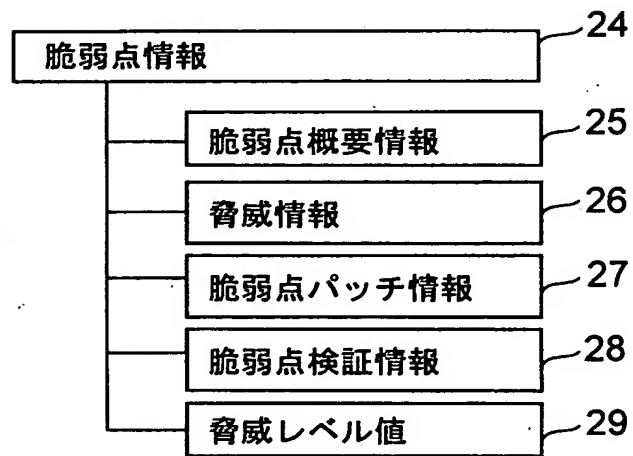 脆弱点情報 24
脆弱点概要情報 25
脅威情報 26
脆弱点パッチ情報 27
脆弱点検証情報 28
脅威レベル値 29